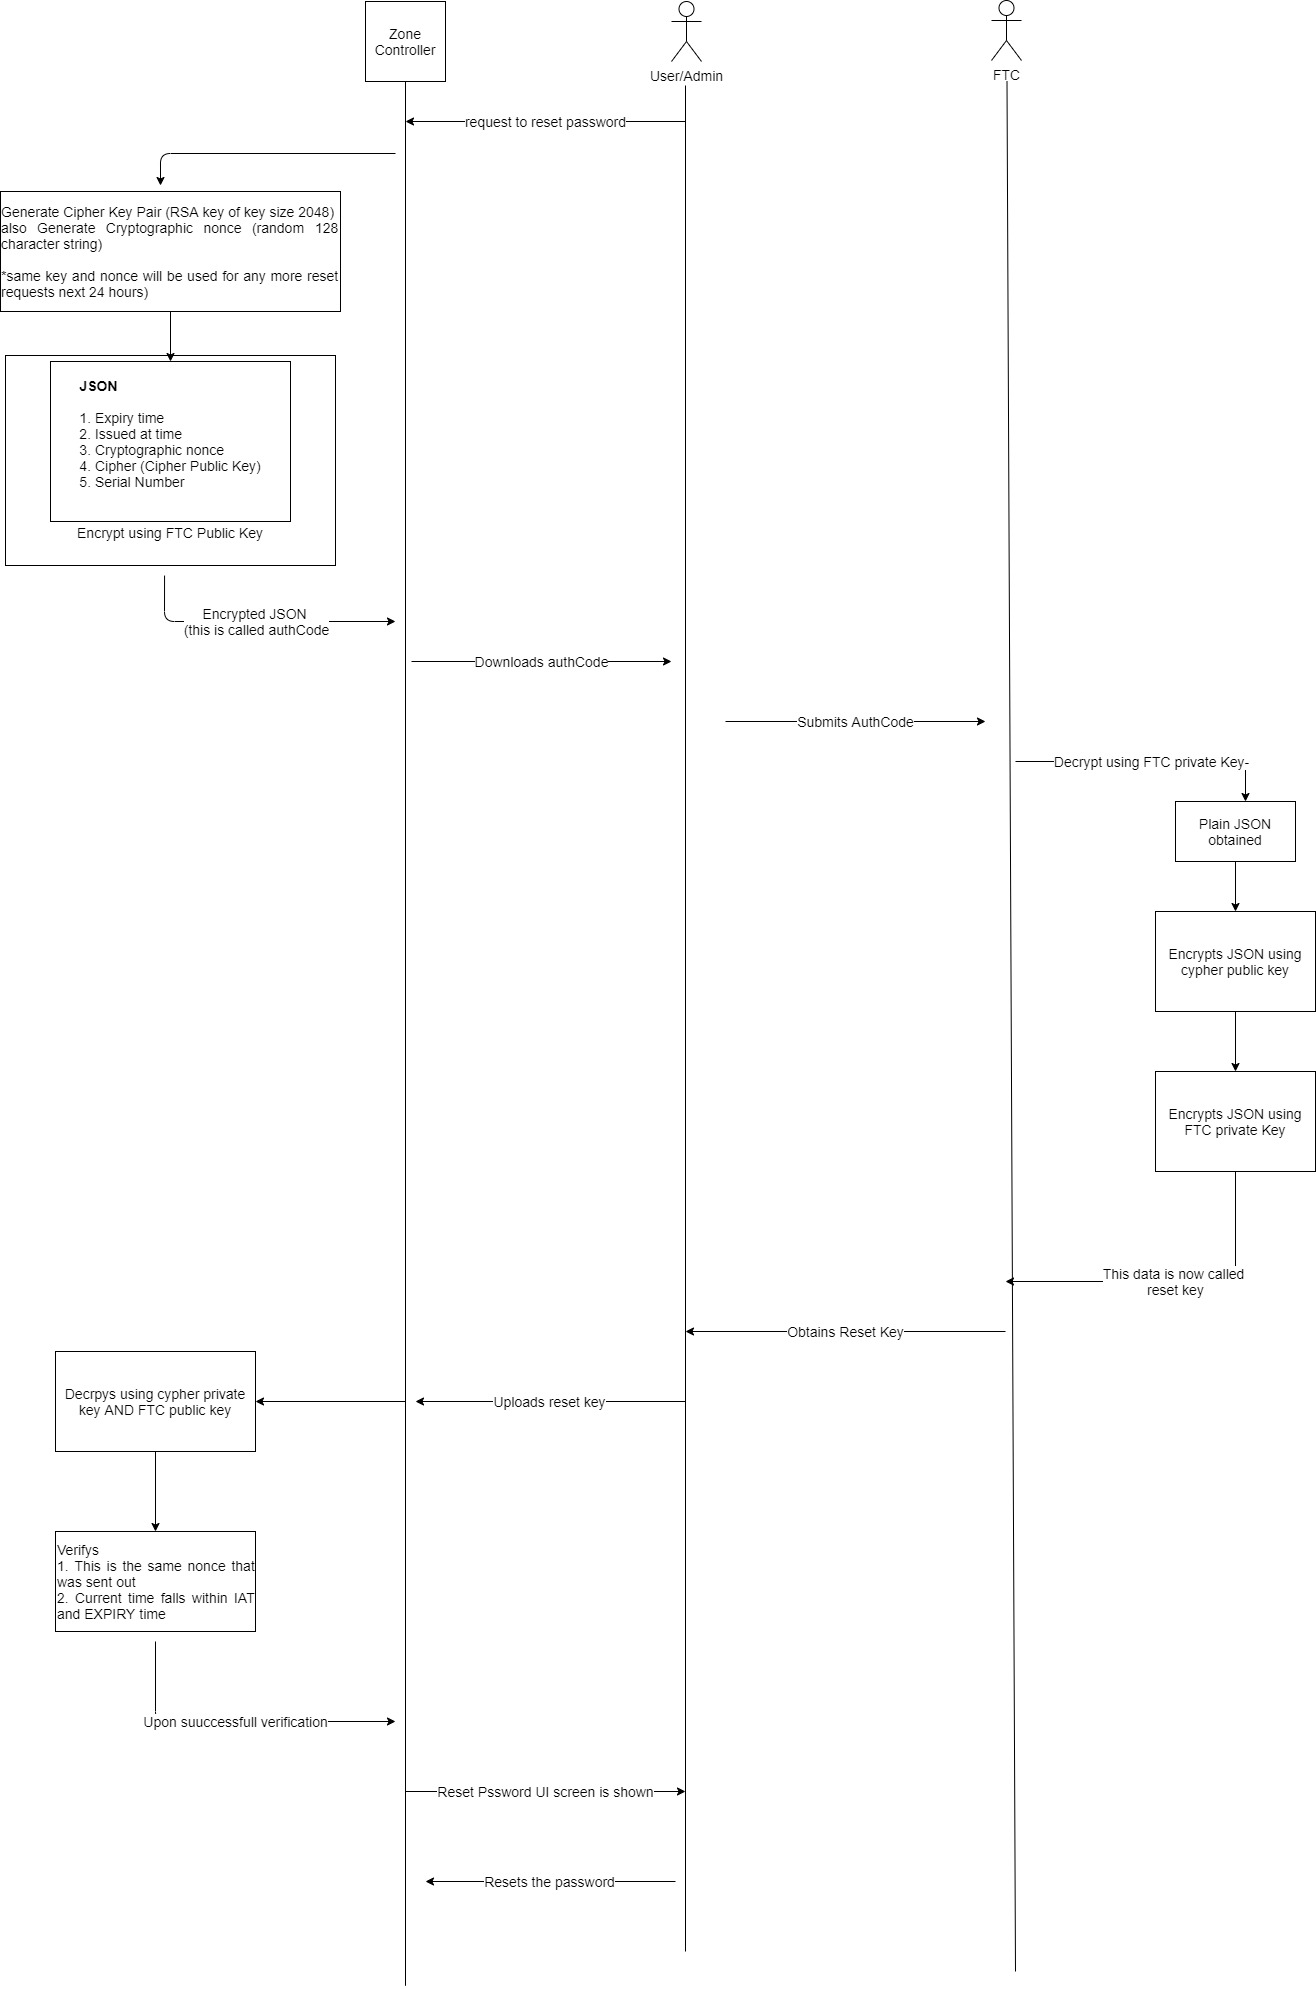 Zone
Controller
User/Admin
FTC
request to reset password
Generate Cipher Key Pair (RSA key of key size 2048)
also Generate Cryptographic nonce (random 128
character string)
*same key and nonce will be used for any more reset
requests next 24 hours)
JSON
1. Expiry time
2. Issued at time
3. Cryptographic nonce
4. Cipher (Cipher Public Key)
5. Serial Number
Encrypt using FTC Public Key
Encrypted JSON
(this is called authCode
Downloads authCode
Submits AuthCode
Decrypt using FTC private Key-
Plain JSON
obtained
Encrypts JSON using
cypher public key
Encrypts JSON using
FTC private Key
This data is now called
reset key
Obtains Reset Key
Uploads reset key
Decrpys using cypher private
key AND FTC public key
Verifys
1. This is the same nonce that
was sent out
2. Current time falls within IAT
and EXPIRY time
Upon suuccessfull verification
Reset Pssword UI screen is shown
Resets the password